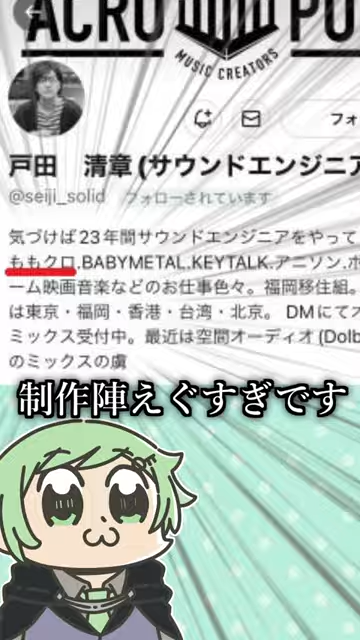 ACRO
PO
MUSIC CREATORS
フォ
戸田　清章(サウンドエンジニア
@seiji_solid フォローされています
気づけば23年間サウンドエンジニアをやって
ももクロ.BABYMETAL.KEYTALK.アニソン.
ーム映画音楽などのお仕事色々。福岡移住組。
は東京・福岡・香港・台湾・北京。 DMにて
ミックス受付中。最近は空間オーディオ(Dolb
のミックスの虜
制作陣えぐすぎです